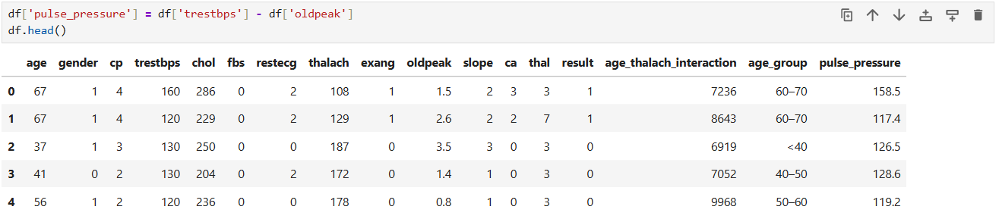 df['pulse_pressure'] = df['trestbps'] - df['oldpeak']
df.head()
age gender cp trestbps chol fbs restecg thalach exang oldpeak slope ca thal result age_thalach_interaction age_group pulse_pressure
0 67 1 4 160 286 0 2 108 1 1.5 2 3 3 1 7236 60–70 158.5
1 67 1 4 120 229 0 2 129 1 2.6 2 2 7 1 8643 60–70 117.4
2 37 1 3 130 250 0 0 187 0 3.5 3 0 3 0 6919 <40 126.5
3 41 0 2 130 204 0 2 172 0 1.4 1 0 3 0 7052 40–50 128.6
4 56 1 2 120 236 0 0 178 0 0.8 1 0 3 0 9968 50–60 119.2